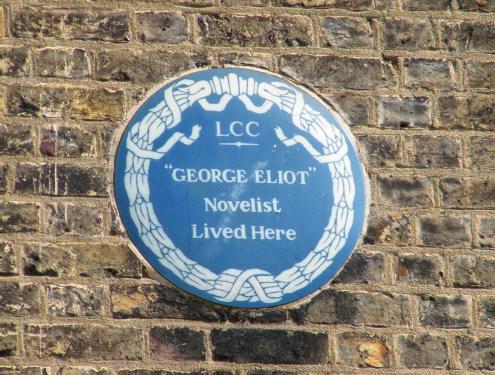 LCC
"GEORGE ELIOT"
Novelist
Lived Here